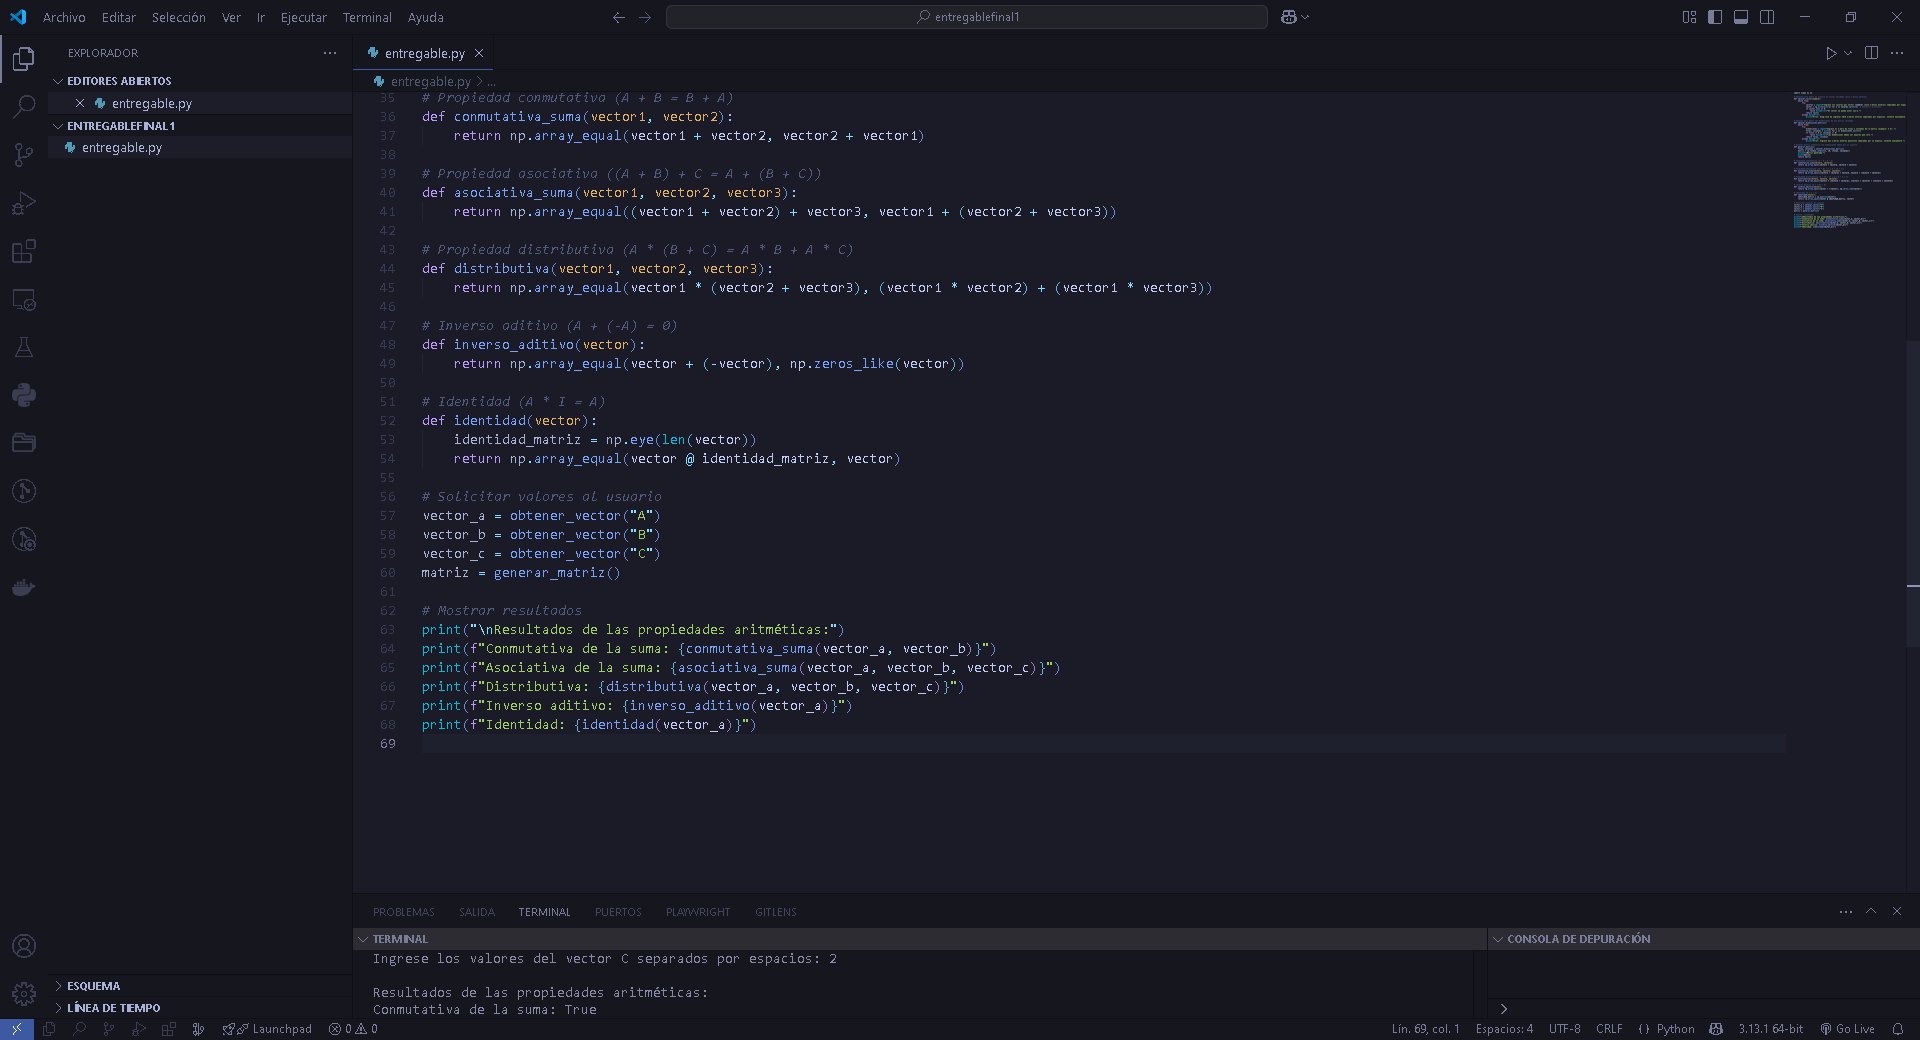 Archivo Editar Selección Ver Ir Ejecutar Terminal Ayuda
entregablefinal1
EXPLORADOR
EDITORES ABIERTOS
entregable.py
ENTREGABLEFINAL1
entregable.py
ESQUEMA
LÍNEA DE TIEMPO
entregable.py
entregable.py > ...
35 # Propiedad conmutativa (A + B = B + A)
36 def conmutativa_suma(vector1, vector2):
37 return np.array_equal(vector1 + vector2, vector2 + vector1)
38
39 # Propiedad asociativa ((A + B) + C = A + (B + C))
40 def asociativa_suma(vector1, vector2, vector3):
41 return np.array_equal((vector1 + vector2) + vector3, vector1 + (vector2 + vector3))
42
43 # Propiedad distributiva (A * (B + C) = A * B + A * C)
44 def distributiva(vector1, vector2, vector3):
45 return np.array_equal(vector1 * (vector2 + vector3), (vector1 * vector2) + (vector1 * vector3))
46
47 # Inverso aditivo (A + (-A) = 0)
48 def inverso_aditivo(vector):
49 return np.array_equal(vector + (-vector), np.zeros_like(vector))
50
51 # Identidad (A * I = A)
52 def identidad(vector):
53 identidad_matriz = np.eye(len(vector))
54 return np.array_equal(vector @ identidad_matriz, vector)
55
56 # Solicitar valores al usuario
57 vector_a = obtener_vector("A")
58 vector_b = obtener_vector("B")
59 vector_c = obtener_vector("C")
60 matriz = generar_matriz()
61
62 # Mostrar resultados
63 print("\nResultados de las propiedades aritméticas:")
64 print(f"Conmutativa de la suma: {conmutativa_suma(vector_a, vector_b)}")
65 print(f"Asociativa de la suma: {asociativa_suma(vector_a, vector_b, vector_c)}")
66 print(f"Distributiva: {distributiva(vector_a, vector_b, vector_c)}")
67 print(f"Inverso aditivo: {inverso_aditivo(vector_a)}")
68 print(f"Identidad: {identidad(vector_a)}")
69
PROBLEMAS SALIDA TERMINAL PUERTOS PLAYWRIGHT GITLENS
TERMINAL
Ingrese los valores del vector C separados por espacios: 2
Resultados de las propiedades aritméticas:
Conmutativa de la suma: True
CONSOLA DE DEPURACIÓN
Launchpad 0 0 Lín. 69, col. 1 Espacios: 4 UTF-8 CRLF {} Python 3.13.1 64-bit Go Live